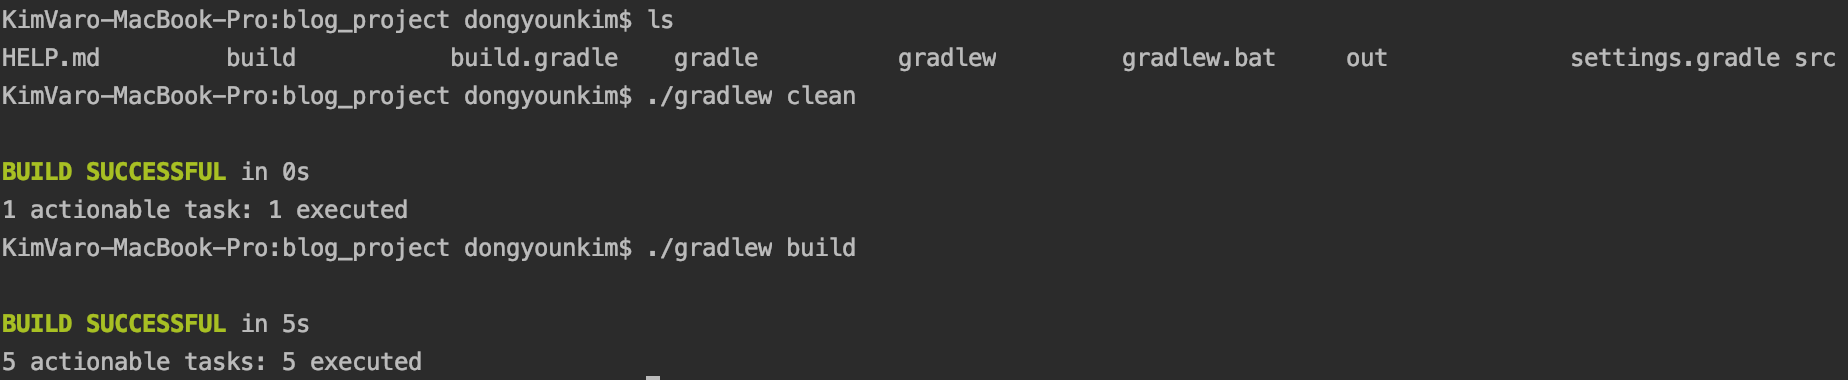 KimVaro-MacBook-Pro:blog_project dongyounkim$ ls
HELP.md build build.gradle gradle gradlew gradlew.bat out settings.gradle src
KimVaro-MacBook-Pro:blog_project dongyounkim$ ./gradlew clean
BUILD SUCCESSFUL in 0s
1 actionable task: 1 executed
KimVaro-MacBook-Pro:blog_project dongyounkim$ ./gradlew build
BUILD SUCCESSFUL in 5s
5 actionable tasks: 5 executed